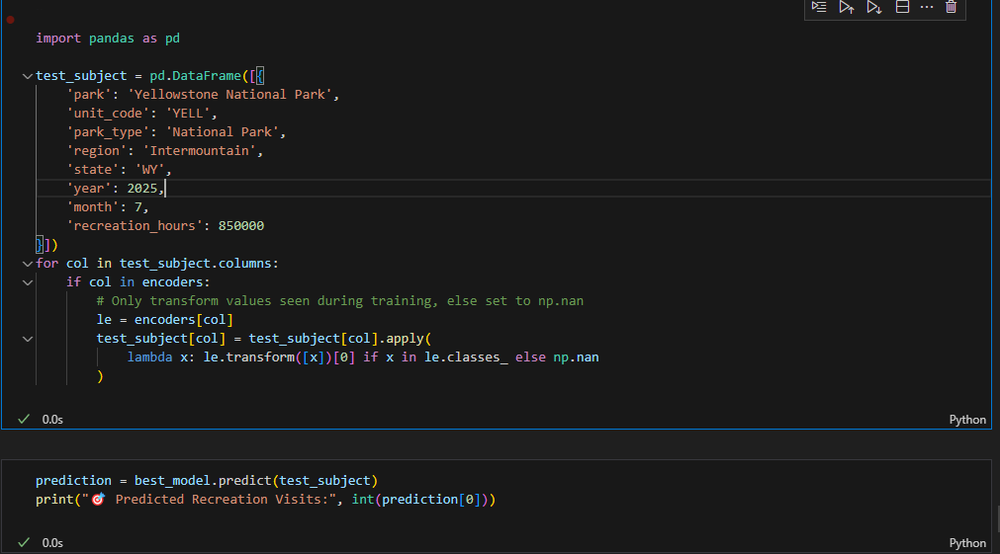 import pandas as pd
test_subject = pd.DataFrame([{
    'park': 'Yellowstone National Park',
    'unit_code': 'YELL',
    'park_type': 'National Park',
    'region': 'Intermountain',
    'state': 'WY',
    'year': 2025,
    'month': 7,
    'recreation_hours': 850000
}])
for col in test_subject.columns:
    if col in encoders:
        # Only transform values seen during training, else set to np.nan
        le = encoders[col]
        test_subject[col] = test_subject[col].apply(
            lambda x: le.transform([x])[0] if x in le.classes_ else np.nan
        )
0.0s Python
prediction = best_model.predict(test_subject)
print("🎯 Predicted Recreation Visits:", int(prediction[0]))
0.0s Python